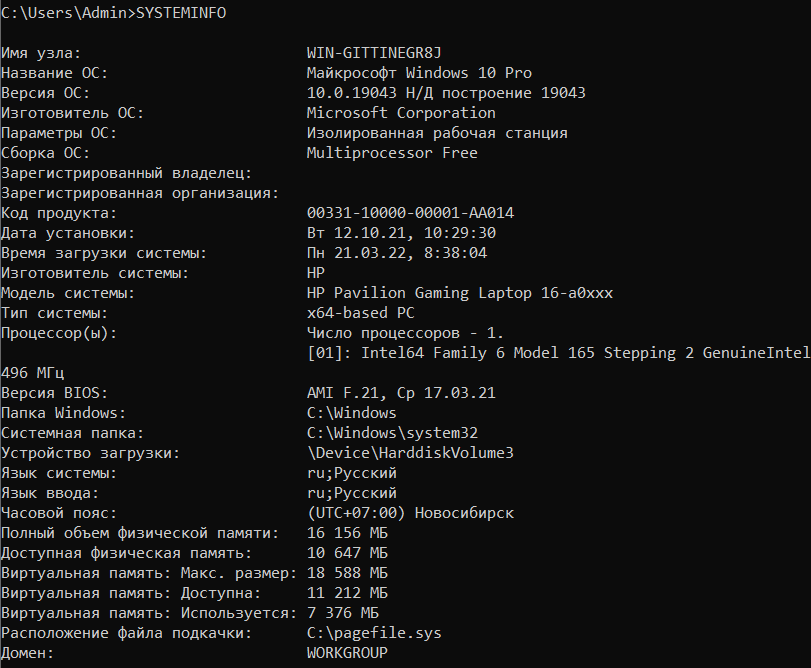 C:\Users\Admin>SYSTEMINFO
Имя узла: WIN-GITTINEGR8J
Название ОС: Майкрософт Windows 10 Pro
Версия ОС: 10.0.19043 Н/Д построение 19043
Изготовитель ОС: Microsoft Corporation
Параметры ОС: Изолированная рабочая станция
Сборка ОС: Multiprocessor Free
Зарегистрированный владелец:
Зарегистрированная организация:
Код продукта: 00331-10000-00001-AA014
Дата установки: Вт 12.10.21, 10:29:30
Время загрузки системы: Пн 21.03.22, 8:38:04
Изготовитель системы: HP
Модель системы: HP Pavilion Gaming Laptop 16-a0xxx
Тип системы: x64-based PC
Процессор(ы): Число процессоров - 1.
[01]: Intel64 Family 6 Model 165 Stepping 2 GenuineIntel
496 МГц
Версия BIOS: AMI F.21, Ср 17.03.21
Папка Windows: C:\Windows
Системная папка: C:\Windows\system32
Устройство загрузки: \Device\HarddiskVolume3
Язык системы: ru;Русский
Язык ввода: ru;Русский
Часовой пояс: (UTC+07:00) Новосибирск
Полный объем физической памяти: 16 156 МБ
Доступная физическая память: 10 647 МБ
Виртуальная память: Макс. размер: 18 588 МБ
Виртуальная память: Доступна: 11 212 МБ
Виртуальная память: Используется: 7 376 МБ
Расположение файла подкачки: C:\pagefile.sys
Домен: WORKGROUP